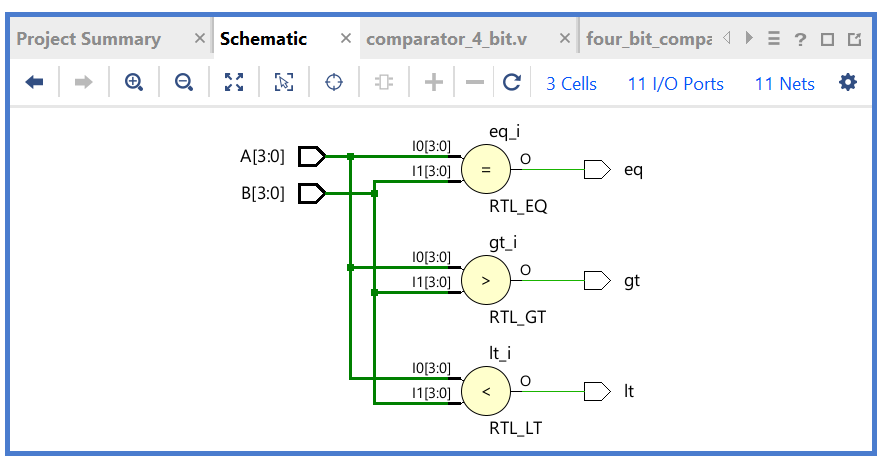 Project Summary × Schematic × comparator_4_bit.v × four_bit_compa
3 Cells 11 I/O Ports 11 Nets
eq_i
A[3:0] I0[3:0] O
B[3:0] I1[3:0] = eq
RTL_EQ
gt_i
I0[3:0] O
I1[3:0] > gt
RTL_GT
lt_i
I0[3:0] O
I1[3:0] < lt
RTL_LT